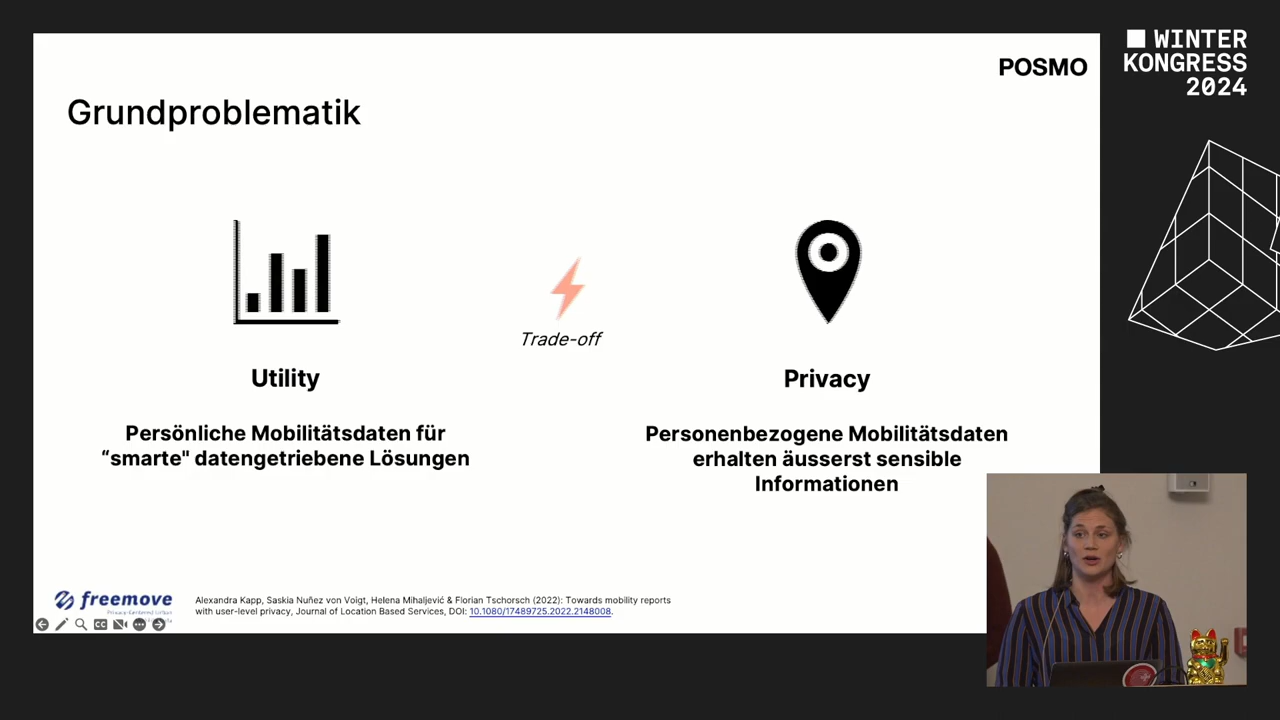 WINTER
KONGRESS
2024
POSMO
Grundproblematik
Trade-off
Utility
Persönliche Mobilitätsdaten für
“smarte" datengetriebene Lösungen
Privacy
Personenbezogene Mobilitätsdaten
erhalten äusserst sensible
Informationen
freemove
Alexandra Kapp, Saskia Nuñez von Voigt, Helena Mihaljević & Florian Tschorsch (2022): Towards mobility reports
with user-level privacy, Journal of Location Based Services, DOI: 10.1080/17489725.2022.2148008.
CC